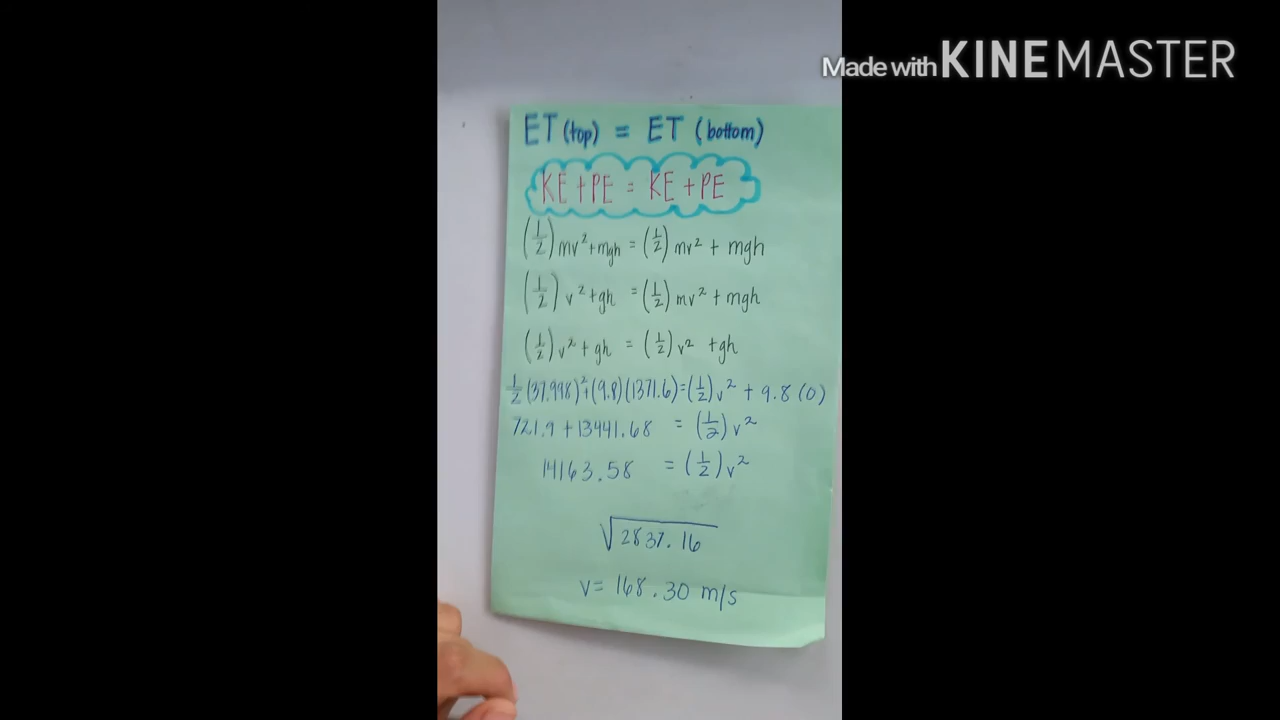 Made with KINEMASTER
ET (top) = ET (bottom)
KE + PE = KE + PE
(1/2) mv² + mgh = (1/2) mv² + mgh
(1/2) v² + gh = (1/2) mv² + mgh
(1/2) v² + gh = (1/2) v² + gh
1/2 (37.998)² + (9.8)(1371.6) = (1/2) v² + 9.8 (0)
721.9 + 13441.68 = (1/2) v²
14163.58 = (1/2) v²
√2837.16
v = 168.30 m/s